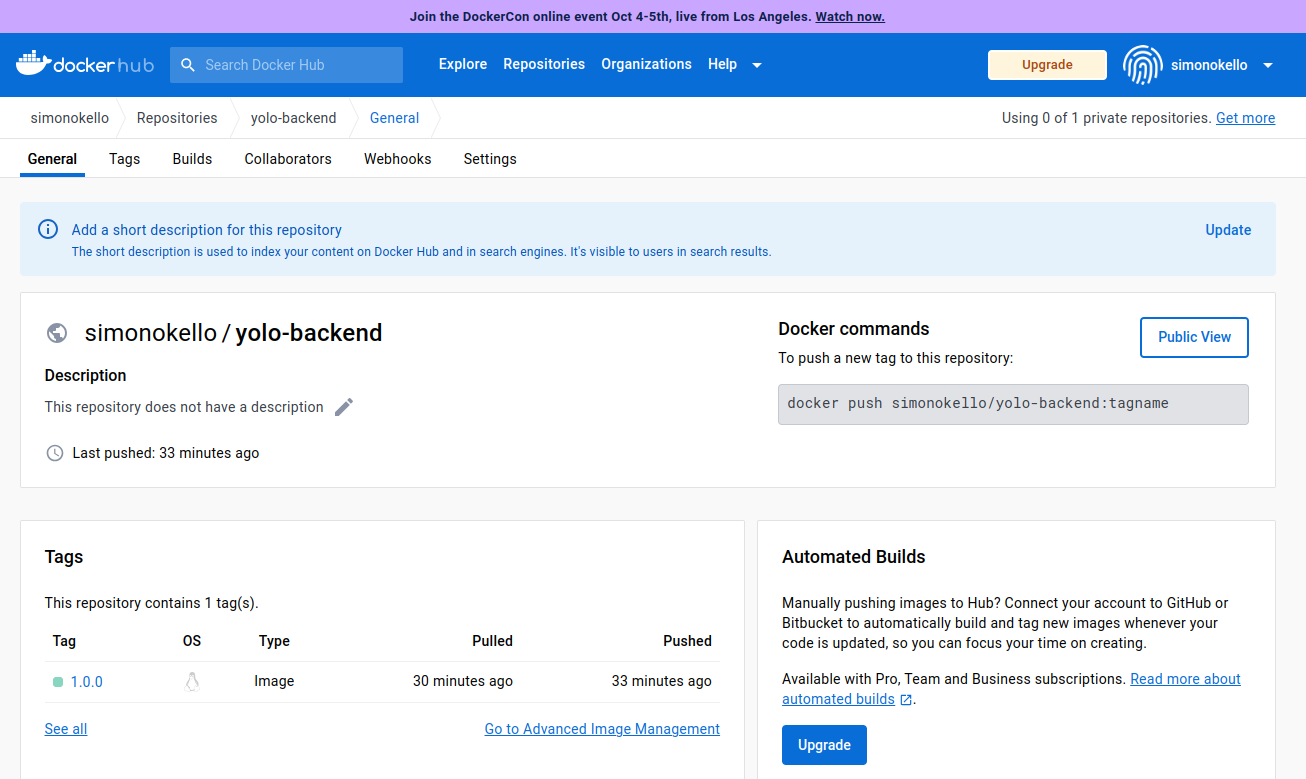 Join the DockerCon online event Oct 4-5th, live from Los Angeles. Watch now.
dockerhub
Search Docker Hub
Explore Repositories Organizations Help
Upgrade
simonokello
simonokello Repositories yolo-backend General
Using 0 of 1 private repositories. Get more
General Tags Builds Collaborators Webhooks Settings
Add a short description for this repository
Update
The short description is used to index your content on Docker Hub and in search engines. It's visible to users in search results.
simonokello / yolo-backend
Description
This repository does not have a description
Last pushed: 33 minutes ago
Docker commands
Public View
To push a new tag to this repository:
docker push simonokello/yolo-backend:tagname
Tags
This repository contains 1 tag(s).
Tag OS Type Pulled Pushed
1.0.0 Image 30 minutes ago 33 minutes ago
See all Go to Advanced Image Management
Automated Builds
Manually pushing images to Hub? Connect your account to GitHub or
Bitbucket to automatically build and tag new images whenever your
code is updated, so you can focus your time on creating.
Available with Pro, Team and Business subscriptions. Read more about
automated builds .
Upgrade